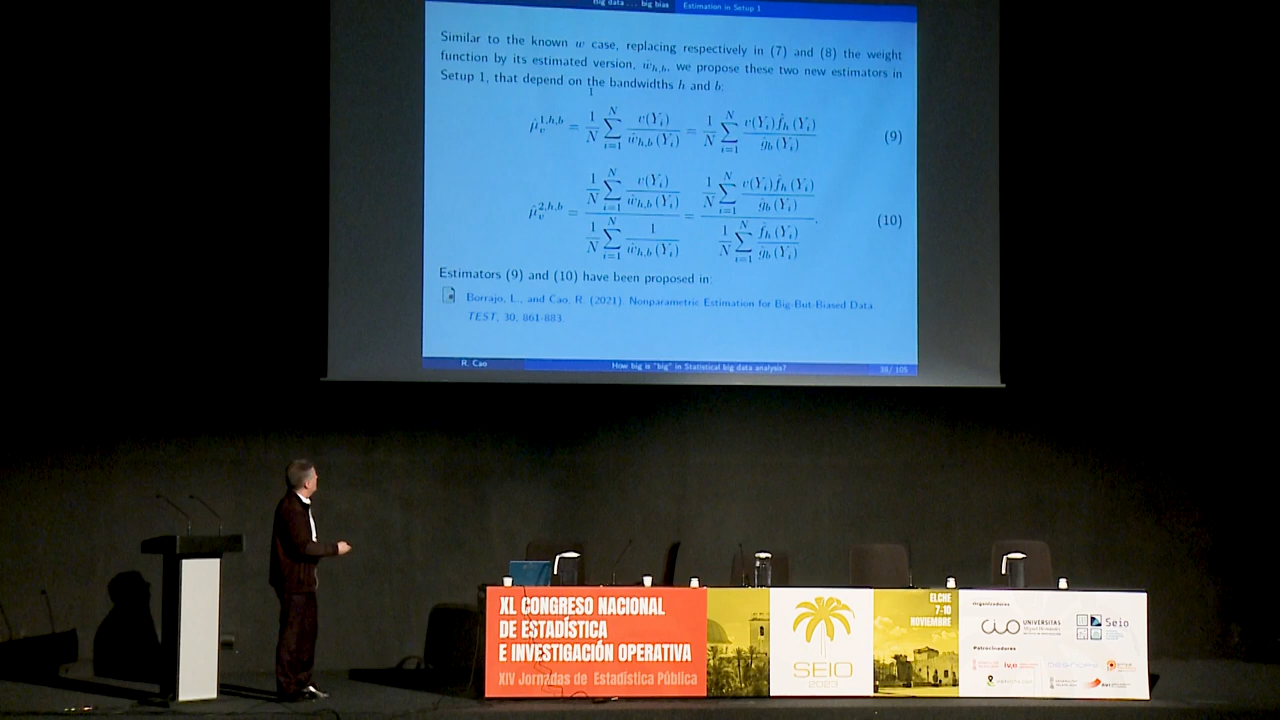 Big data ... big bias Estimation in Setup 1
Similar to the known w case, replacing respectively in (7) and (8) the weight
function by its estimated version, ŵ_{h,b}, we propose these two new estimators in
Setup 1, that depend on the bandwidths h and b:
μ̂_v^{1,h,b} = 1/N ∑_{i=1}^{N} v(Y_i)/ŵ_{h,b}(Y_i) = 1/N ∑_{i=1}^{N} v(Y_i)f̂_h(Y_i)/ĝ_b(Y_i) (9)
μ̂_v^{2,h,b} = (1/N ∑_{i=1}^{N} v(Y_i)/ŵ_{h,b}(Y_i))/(1/N ∑_{i=1}^{N} 1/ŵ_{h,b}(Y_i)) = (1/N ∑_{i=1}^{N} v(Y_i)f̂_h(Y_i)/ĝ_b(Y_i))/(1/N ∑_{i=1}^{N} f̂_h(Y_i)/ĝ_b(Y_i)). (10)
Estimators (9) and (10) have been proposed in:
Borrajo, L., and Cao, R. (2021). Nonparametric Estimation for Big-But-Biased Data
TEST, 30, 861-883.
R. Cao How big is "big" in Statistical big data analysis? 38/ 105
XL CONGRESO NACIONAL
DE ESTADÍSTICA
E INVESTIGACIÓN OPERATIVA
XIV Jornadas de Estadística Pública
SEIO
2023
ELCHE
7-10
NOVIEMBRE
Organizadores
CIO UNIVERSITAS
Miguel Hernández
Seio
Patrocinadores